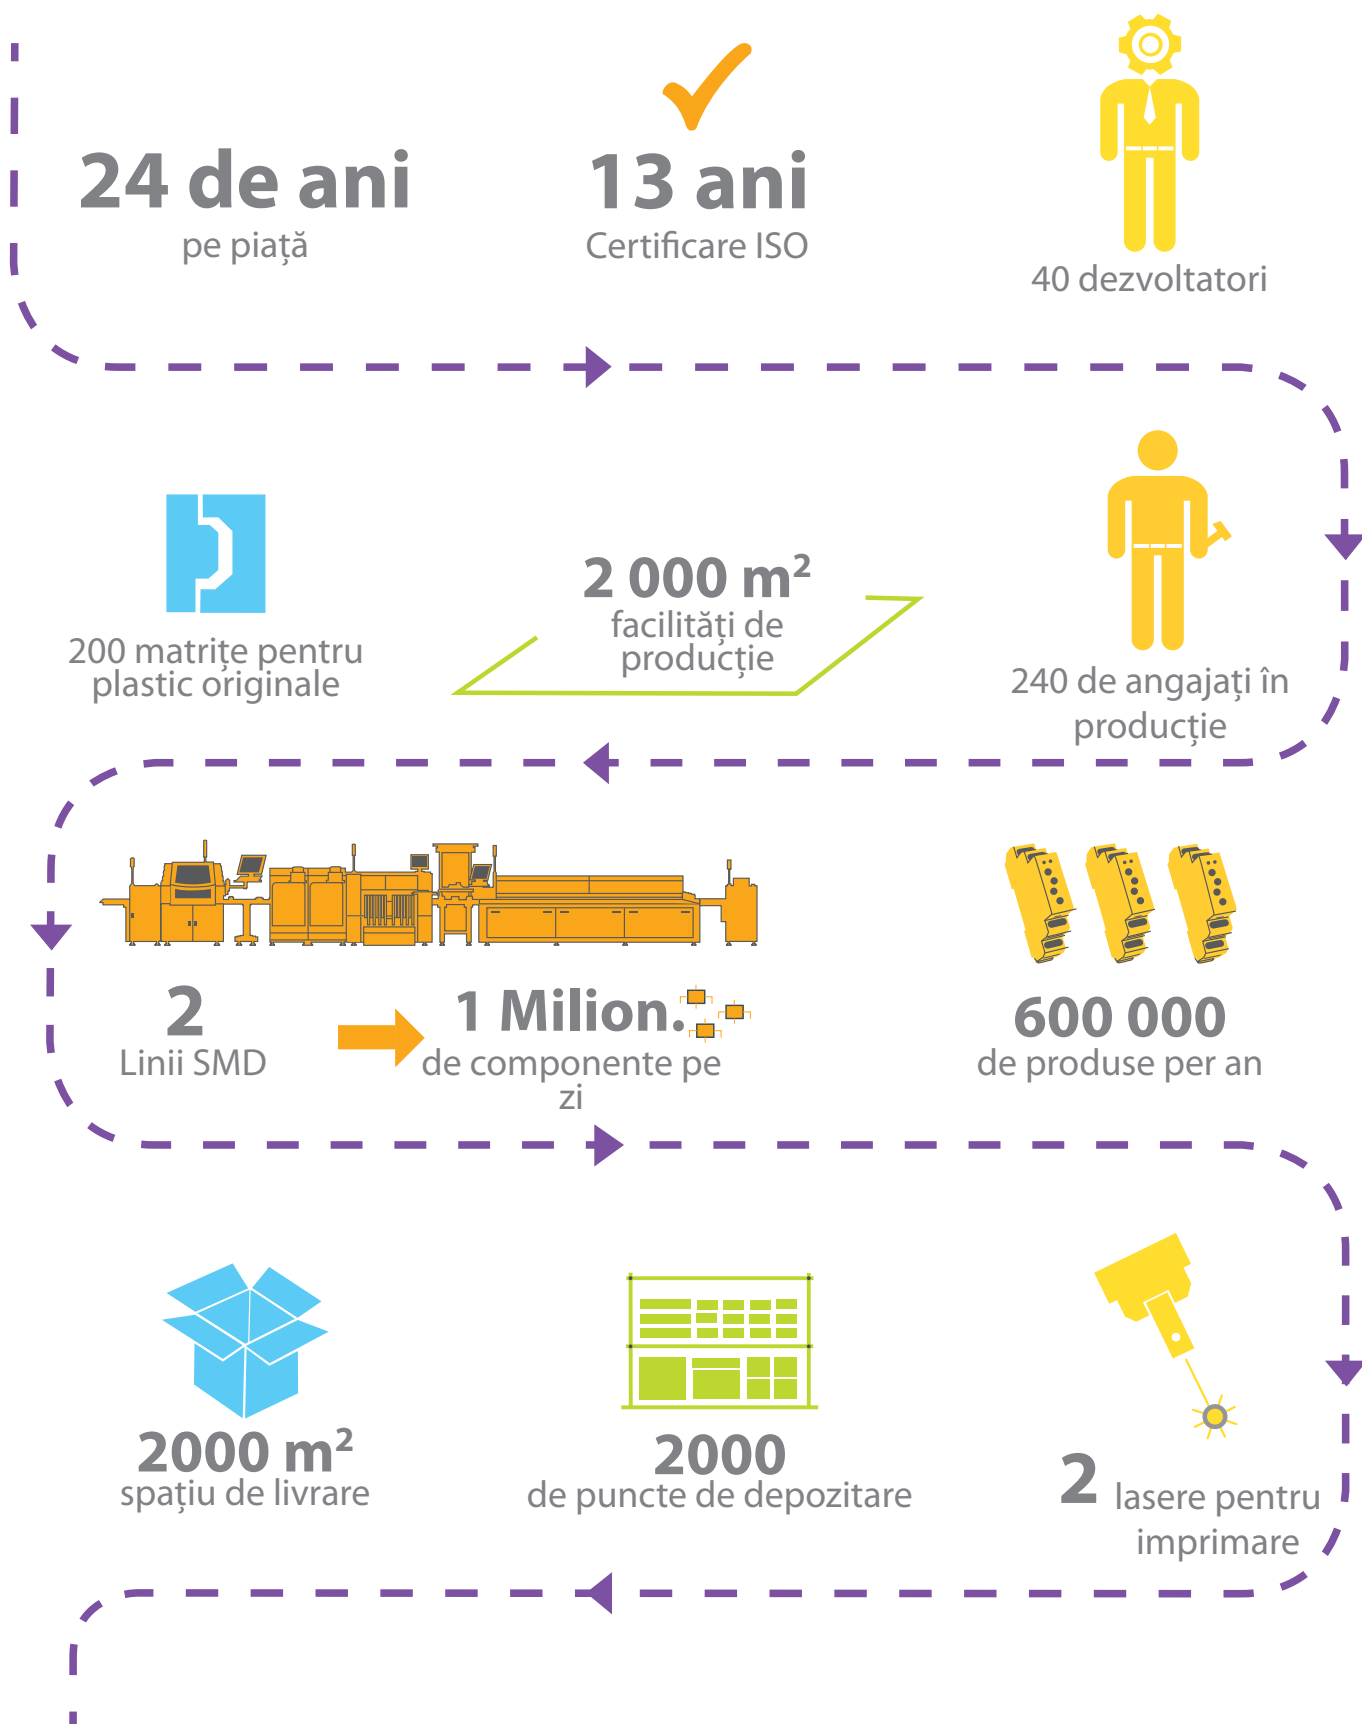 24 de ani
pe piață
13 ani
Certificare ISO
40 dezvoltatori
200 matrițe pentru
plastic originale
2 000 m²
facilități de
producție
240 de angajați în
producție
2
Linii SMD
1 Milion.
de componente pe
zi
600 000
de produse per an
2000 m²
spațiu de livrare
2000
de puncte de depozitare
2 lasere pentru
imprimare